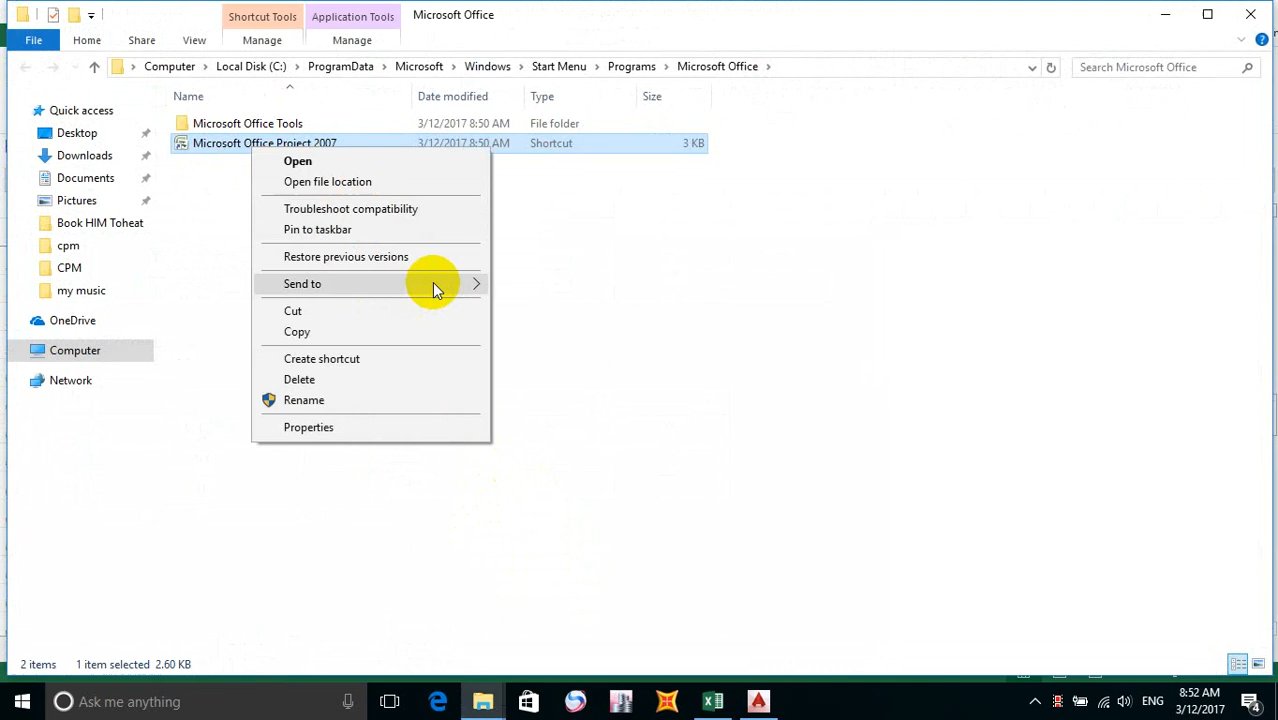 Shortcut Tools
Application Tools
Microsoft Office
File
Home
Share
View
Manage
Manage
Computer
Local Disk (C:)
ProgramData
Microsoft
Windows
Start Menu
Programs
Microsoft Office
Search Microsoft Office
Name
Date modified
Type
Size
Quick access
Desktop
Downloads
Documents
Pictures
Book HIM Toheat
cpm
CPM
my music
OneDrive
Computer
Network
Microsoft Office Tools
3/12/2017 8:50 AM
File folder
Microsoft Office Project 2007
3/12/2017 8:50 AM
Shortcut
3 KB
Open
Open file location
Troubleshoot compatibility
Pin to taskbar
Restore previous versions
Send to
Cut
Copy
Create shortcut
Delete
Rename
Properties
2 items
1 item selected 2.60 KB
Ask me anything
ENG
8:52 AM
3/12/2017
4